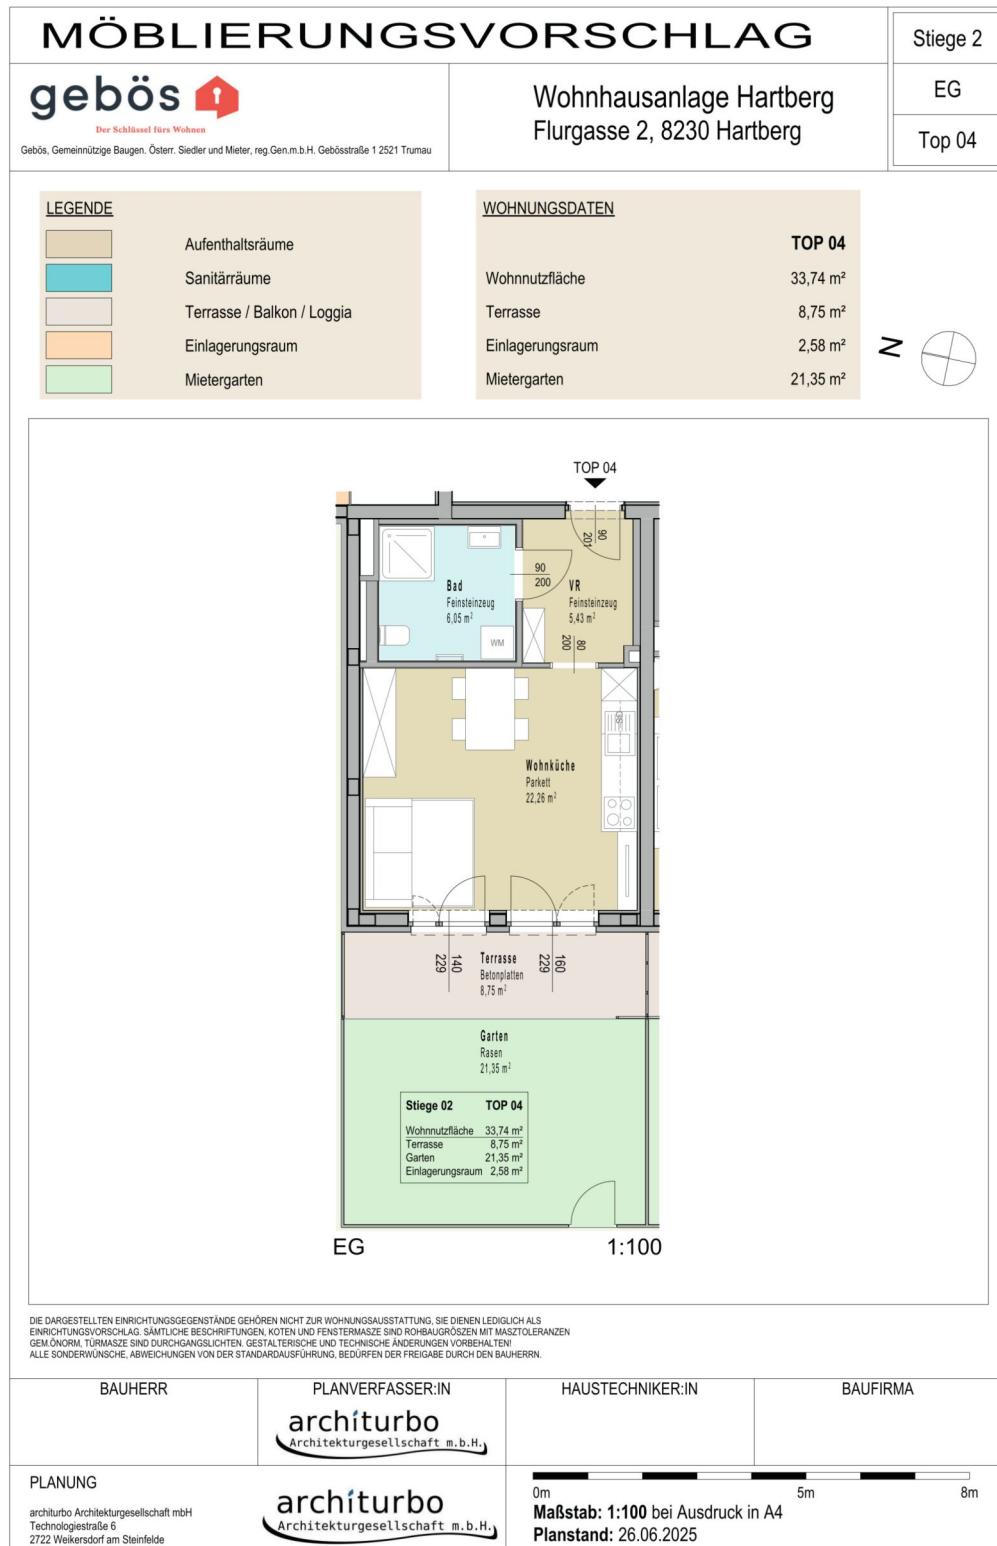 MÖBLIERUNGSVORSCHLAG
Stiege 2
EG
Top 04
gebös
Der Schlüssel fürs Wohnen
Gebös, Gemeinnützige Baugen. Österr. Siedler und Mieter, reg.Gen.m.b.H. Gebösstraße 1 2521 Trumau
Wohnhausanlage Hartberg
Flurgasse 2, 8230 Hartberg
LEGENDE
Aufenthaltsräume
Sanitärräume
Terrasse / Balkon / Loggia
Einlagerungsraum
Mietergarten
WOHNUNGSDATEN
TOP 04
Wohnnutzfläche 33,74 m²
Terrasse 8,75 m²
Einlagerungsraum 2,58 m²
Mietergarten 21,35 m²
N
TOP 04
90
201
90
200
Bad
Feinsteinzeug
6,05 m²
VR
Feinsteinzeug
5,43 m²
WM
80
200
GS
Wohnküche
Parkett
22,26 m²
140
229
160
229
Terrasse
Betonplatten
8,75 m²
Garten
Rasen
21,35 m²
Stiege 02 TOP 04
Wohnnutzfläche 33,74 m²
Terrasse 8,75 m²
Garten 21,35 m²
Einlagerungsraum 2,58 m²
EG 1:100
DIE DARGESTELLTEN EINRICHTUNGSGEGENSTÄNDE GEHÖREN NICHT ZUR WOHNUNGSAUSSTATTUNG, SIE DIENEN LEDIGLICH ALS
EINRICHTUNGSVORSCHLAG. SÄMTLICHE BESCHRIFTUNGEN, KOTEN UND FENSTERMASZE SIND ROHBAUGRÖSZEN MIT MASZTOLERANZEN
GEM.ÖNORM, TÜRMASZE SIND DURCHGANGSLICHTEN. GESTALTERISCHE UND TECHNISCHE ÄNDERUNGEN VORBEHALTEN!
ALLE SONDERWÜNSCHE, ABWEICHUNGEN VON DER STANDARDAUSFÜHRUNG, BEDÜRFEN DER FREIGABE DURCH DEN BAUHERRN.
BAUHERR
PLANVERFASSER:IN
HAUSTECHNIKER:IN
BAUFIRMA
architurbo
Architekturgesellschaft m.b.H.
PLANUNG
architurbo Architekturgesellschaft mbH
Technologiestraße 6
2722 Weikersdorf am Steinfelde
architurbo
Architekturgesellschaft m.b.H.
0m 5m 8m
Maßstab: 1:100 bei Ausdruck in A4
Planstand: 26.06.2025